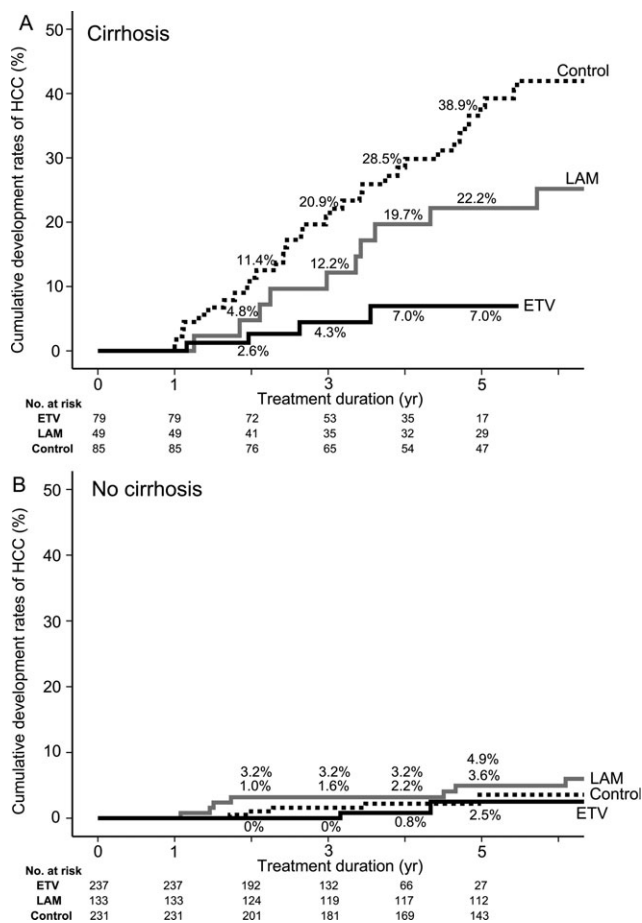 A
Cirrhosis
Cumulative development rates of HCC (%)
50
40
30
20
10
0
Control
38.9%
28.5%
LAM
20.9%
22.2%
19.7%
11.4%
12.2%
4.8%
ETV
7.0% 7.0%
4.3%
2.6%
0 1 3 5
Treatment duration (yr)
No. at risk
ETV 79 79 72 53 35 17
LAM 49 49 41 35 32 29
Control 85 85 76 65 54 47
B
No cirrhosis
Cumulative development rates of HCC (%)
50
40
30
20
10
0
4.9%
3.2% 3.2% 3.2% 3.6%
1.0% 1.6% 2.2%
LAM
Control
ETV
0% 0% 0.8% 2.5%
0 1 3 5
Treatment duration (yr)
No. at risk
ETV 237 237 192 132 66 27
LAM 133 133 124 119 117 112
Control 231 231 201 181 169 143